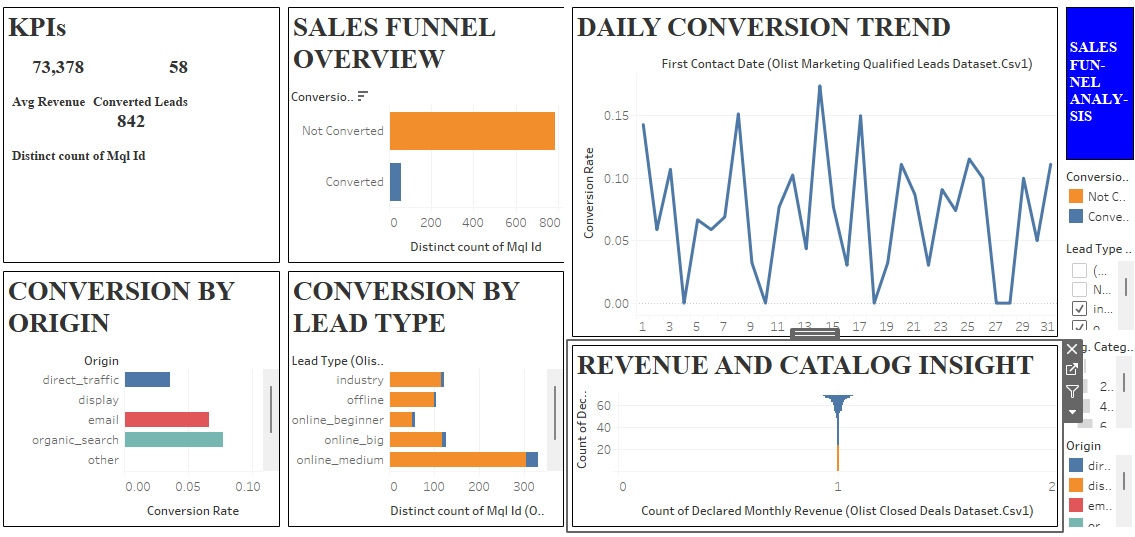 KPIs
73,378
58
Avg Revenue
Converted Leads
842
Distinct count of Mql Id
SALES FUNNEL
OVERVIEW
Conversio..
Not Converted
Converted
0
200
400
600
800
Distinct count of Mql Id
DAILY CONVERSION TREND
First Contact Date (Olist Marketing Qualified Leads Dataset.Csv1)
Conversion Rate
0.15
0.10
0.05
0.00
1
3
5
7
9
11
13
15
17
19
21
23
25
27
29
31
SALES
FUN-
NEL
ANALY-
SIS
Conversio..
Not C..
Conve..
Lead Type ..
(...
N...
in...
CONVERSION BY
ORIGIN
Origin
direct_traffic
display
email
organic_search
other
0.00
0.05
0.10
Conversion Rate
CONVERSION BY
LEAD TYPE
Lead Type (Olis..
industry
offline
online_beginner
online_big
online_medium
0
100
200
300
Distinct count of Mql Id (O..
REVENUE AND CATALOG INSIGHT
Count of Dec..
60
40
20
0
1
2
Count of Declared Monthly Revenue (Olist Closed Deals Dataset.Csv1)
g. Categ..
2...
4...
6
Origin
dir..
dis..
em..